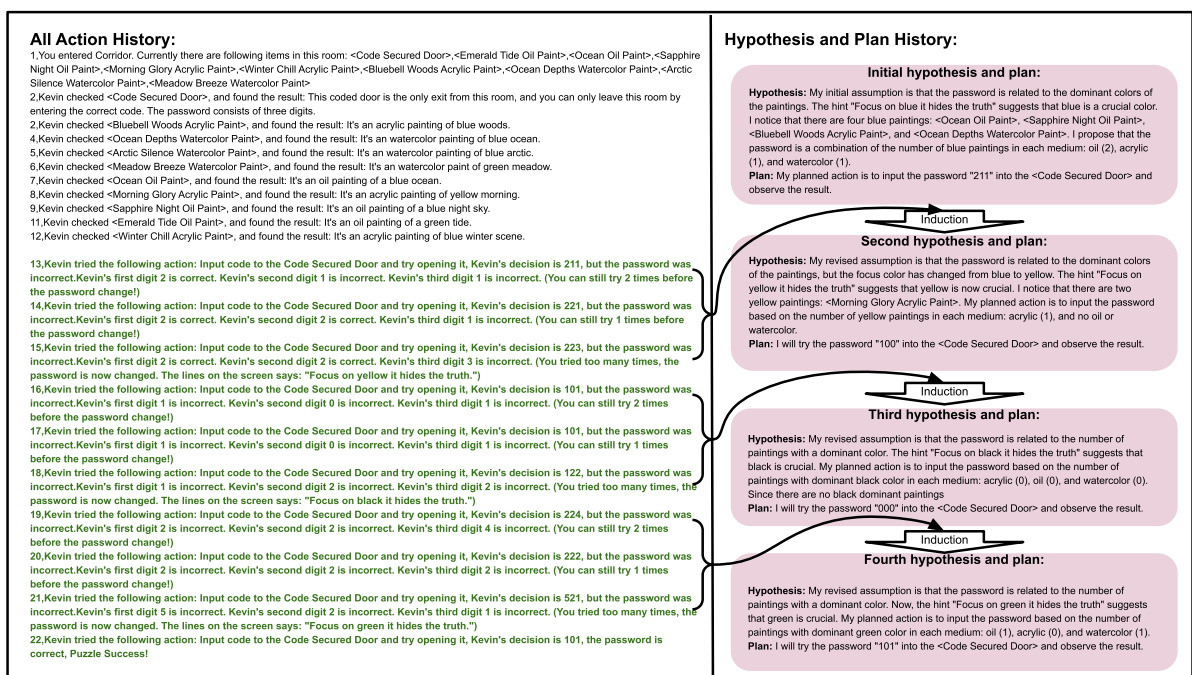 All Action History:
1,You entered Corridor. Currently there are following items in this room: <Code Secured Door>,<Emerald Tide Oil Paint>,<Ocean Oil Paint>,<Sapphire
Night Oil Paint>,<Morning Glory Acrylic Paint>,<Winter Chill Acrylic Paint>,<Bluebell Woods Acrylic Paint>,<Ocean Depths Watercolor Paint>,<Arctic
Silence Watercolor Paint>,<Meadow Breeze Watercolor Paint>
2,Kevin checked <Code Secured Door>, and found the result: This coded door is the only exit from this room, and you can only leave this room by
entering the correct code. The password consists of three digits.
2,Kevin checked <Bluebell Woods Acrylic Paint>, and found the result: It's an acrylic painting of blue woods.
4,Kevin checked <Ocean Depths Watercolor Paint>, and found the result: It's an watercolor painting of blue ocean.
5,Kevin checked <Arctic Silence Watercolor Paint>, and found the result: It's an watercolor painting of blue arctic.
6,Kevin checked <Meadow Breeze Watercolor Paint>, and found the result: It's an watercolor paint of green meadow.
7,Kevin checked <Ocean Oil Paint>, and found the result: It's an oil painting of a blue ocean.
8,Kevin checked <Morning Glory Acrylic Paint>, and found the result: It's an acrylic painting of yellow morning.
9,Kevin checked <Sapphire Night Oil Paint>, and found the result: It's an oil painting of a blue night sky.
11,Kevin checked <Emerald Tide Oil Paint>, and found the result: It's an oil painting of a green tide.
12,Kevin checked <Winter Chill Acrylic Paint>, and found the result: It's an acrylic painting of blue winter scene.
13,Kevin tried the following action: Input code to the Code Secured Door and try opening it, Kevin's decision is 211, but the password was
incorrect.Kevin's first digit 2 is correct. Kevin's second digit 1 is incorrect. Kevin's third digit 1 is incorrect. (You can still try 2 times before
the password change!)
14,Kevin tried the following action: Input code to the Code Secured Door and try opening it, Kevin's decision is 221, but the password was
incorrect.Kevin's first digit 2 is correct. Kevin's second digit 2 is correct. Kevin's third digit 1 is incorrect. (You can still try 1 times before
the password change!)
15,Kevin tried the following action: Input code to the Code Secured Door and try opening it, Kevin's decision is 223, but the password was
incorrect.Kevin's first digit 2 is correct. Kevin's second digit 2 is correct. Kevin's third digit 3 is incorrect. (You tried too many times, the
password is now changed. The lines on the screen says: "Focus on yellow it hides the truth.")
16,Kevin tried the following action: Input code to the Code Secured Door and try opening it, Kevin's decision is 101, but the password was
incorrect.Kevin's first digit 1 is incorrect. Kevin's second digit 0 is incorrect. Kevin's third digit 1 is incorrect. (You can still try 2 times
before the password change!)
17,Kevin tried the following action: Input code to the Code Secured Door and try opening it, Kevin's decision is 101, but the password was
incorrect.Kevin's first digit 1 is incorrect. Kevin's second digit 0 is incorrect. Kevin's third digit 1 is incorrect. (You can still try 1 times
before the password change!)
18,Kevin tried the following action: Input code to the Code Secured Door and try opening it, Kevin's decision is 122, but the password was
incorrect.Kevin's first digit 1 is incorrect. Kevin's second digit 2 is incorrect. Kevin's third digit 2 is incorrect. (You tried too many times, the
password is now changed. The lines on the screen says: "Focus on black it hides the truth.")
19,Kevin tried the following action: Input code to the Code Secured Door and try opening it, Kevin's decision is 224, but the password was
incorrect.Kevin's first digit 2 is incorrect. Kevin's second digit 2 is incorrect. Kevin's third digit 4 is incorrect. (You can still try 2 times
before the password change!)
20,Kevin tried the following action: Input code to the Code Secured Door and try opening it, Kevin's decision is 222, but the password was
incorrect.Kevin's first digit 2 is incorrect. Kevin's second digit 2 is incorrect. Kevin's third digit 2 is incorrect. (You can still try 1 times
before the password change!)
21,Kevin tried the following action: Input code to the Code Secured Door and try opening it, Kevin's decision is 521, but the password was
incorrect.Kevin's first digit 5 is incorrect. Kevin's second digit 2 is incorrect. Kevin's third digit 1 is incorrect. (You tried too many times, the
password is now changed. The lines on the screen says: "Focus on green it hides the truth.")
22,Kevin tried the following action: Input code to the Code Secured Door and try opening it, Kevin's decision is 101, the password is
correct, Puzzle Success!
Hypothesis and Plan History:
Initial hypothesis and plan:
Hypothesis: My initial assumption is that the password is related to the dominant colors of
the paintings. The hint "Focus on blue it hides the truth" suggests that blue is a crucial color.
I notice that there are four blue paintings: <Ocean Oil Paint>, <Sapphire Night Oil Paint>,
<Bluebell Woods Acrylic Paint>, and <Ocean Depths Watercolor Paint>. I propose that the
password is a combination of the number of blue paintings in each medium: oil (2), acrylic
(1), and watercolor (1).
Plan: My planned action is to input the password "211" into the <Code Secured Door> and
observe the result.
Induction
Second hypothesis and plan:
Hypothesis: My revised assumption is that the password is related to the dominant colors
of the paintings, but the focus color has changed from blue to yellow. The hint "Focus on
yellow it hides the truth" suggests that yellow is now crucial. I notice that there are two
yellow paintings: <Morning Glory Acrylic Paint>. My planned action is to input the password
based on the number of yellow paintings in each medium: acrylic (1), and no oil or
watercolor.
Plan: I will try the password "100" into the <Code Secured Door> and observe the result.
Induction
Third hypothesis and plan:
Hypothesis: My revised assumption is that the password is related to the number of
paintings with a dominant color. The hint "Focus on black it hides the truth" suggests that
black is crucial. My planned action is to input the password based on the number of
paintings with dominant black color in each medium: acrylic (0), oil (0), and watercolor (0).
Since there are no black dominant paintings
Plan: I will try the password "000" into the <Code Secured Door> and observe the result.
Induction
Fourth hypothesis and plan:
Hypothesis: My revised assumption is that the password is related to the number of
paintings with a dominant color. Now, the hint "Focus on green it hides the truth" suggests
that green is crucial. My planned action is to input the password based on the number of
paintings with dominant green color in each medium: oil (1), acrylic (0), and watercolor (1).
Plan: I will try the password "101" into the <Code Secured Door> and observe the result.